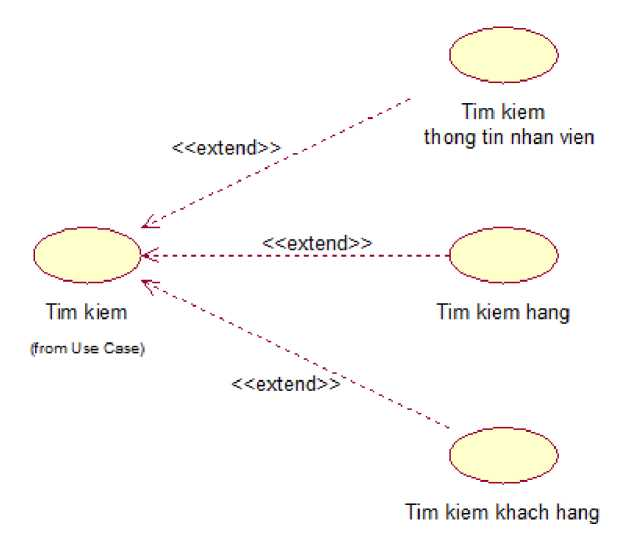 Tim kiem
thong tin nhan vien
<<extend>>
<<extend>>
Tim kiem
(from Use Case)
Tim kiem hang
<<extend>>
Tim kiem khach hang